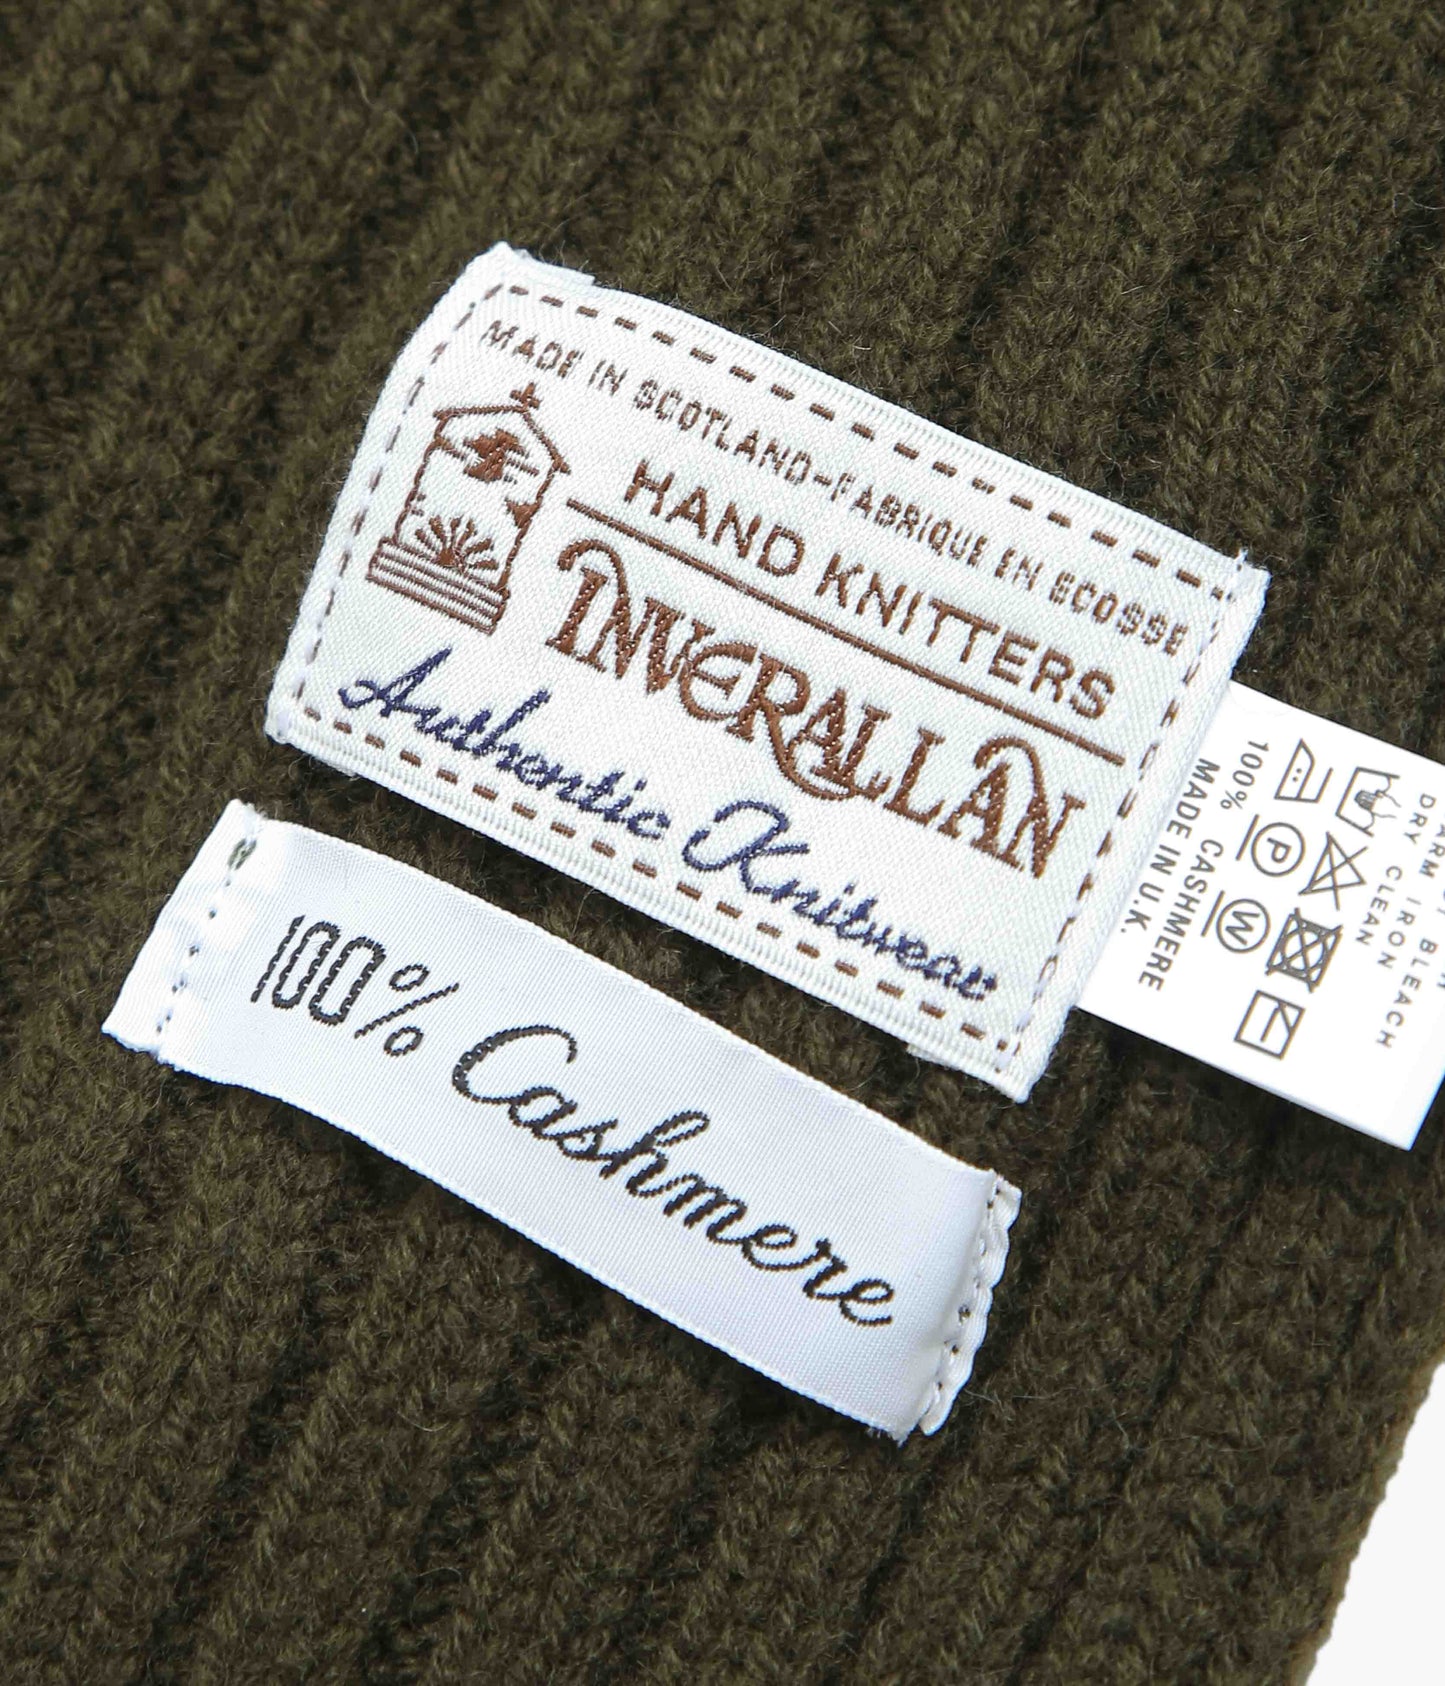 MADE IN SCOTLAND-FABRIQUE EN ECOSSE
HAND KNITTERS
INVERALLAN
Authentic Knitwear
100% Cashmere
100% CASHMERE
MADE IN U.K.
P
W
BLEACH
IRON
DRY CLEAN